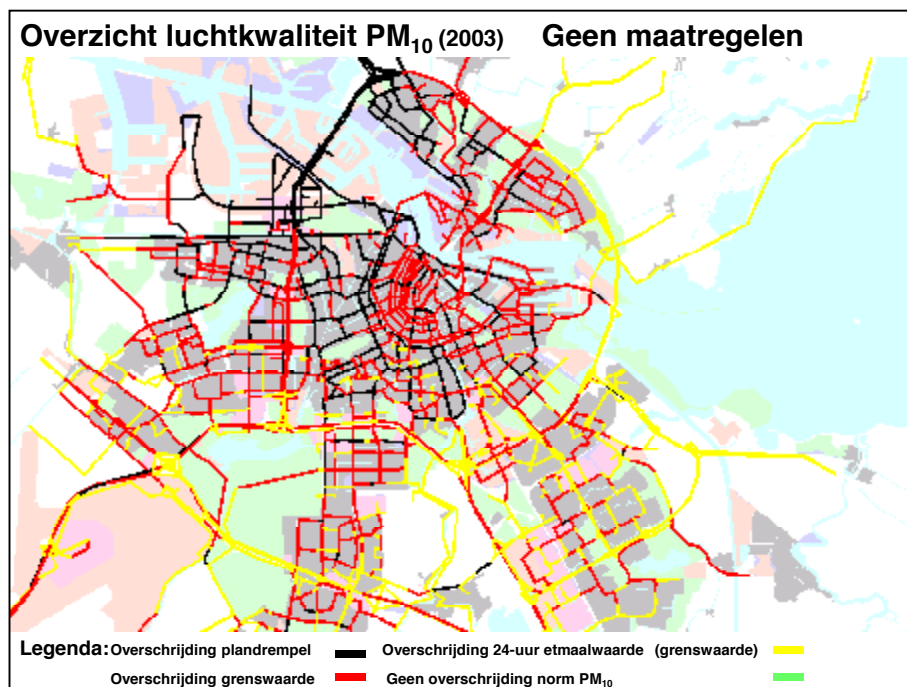 Overzicht luchtkwaliteit PM10 (2003) Geen maatregelen
Legenda: Overschrijding plandrempel Overschrijding 24-uur etmaalwaarde (grenswaarde)
Overschrijding grenswaarde Geen overschrijding norm PM10